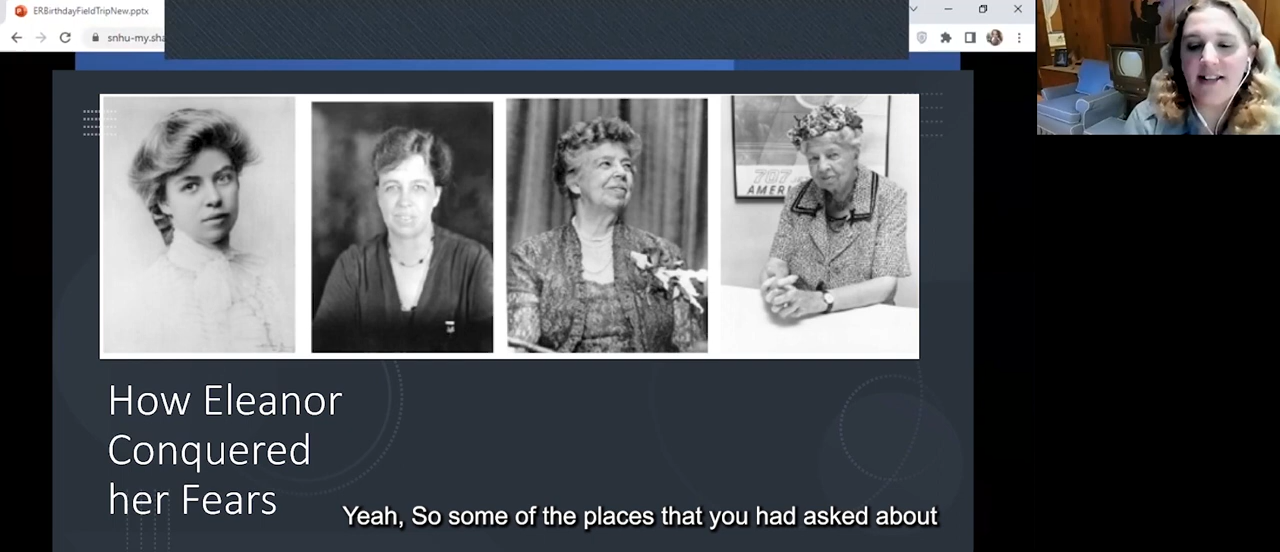 ERBirthdayFieldTripNew.pptx
snhu-my.sha
707
AMERI
How Eleanor
Conquered
her Fears
Yeah, So some of the places that you had asked about